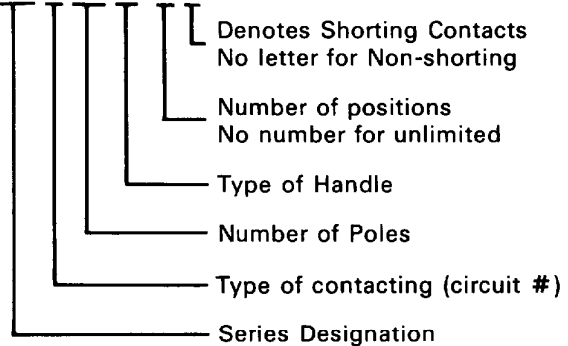 Denotes Shorting Contacts
No letter for Non-shorting
Number of positions
No number for unlimited
Type of Handle
Number of Poles
Type of contacting (circuit #)
Series Designation